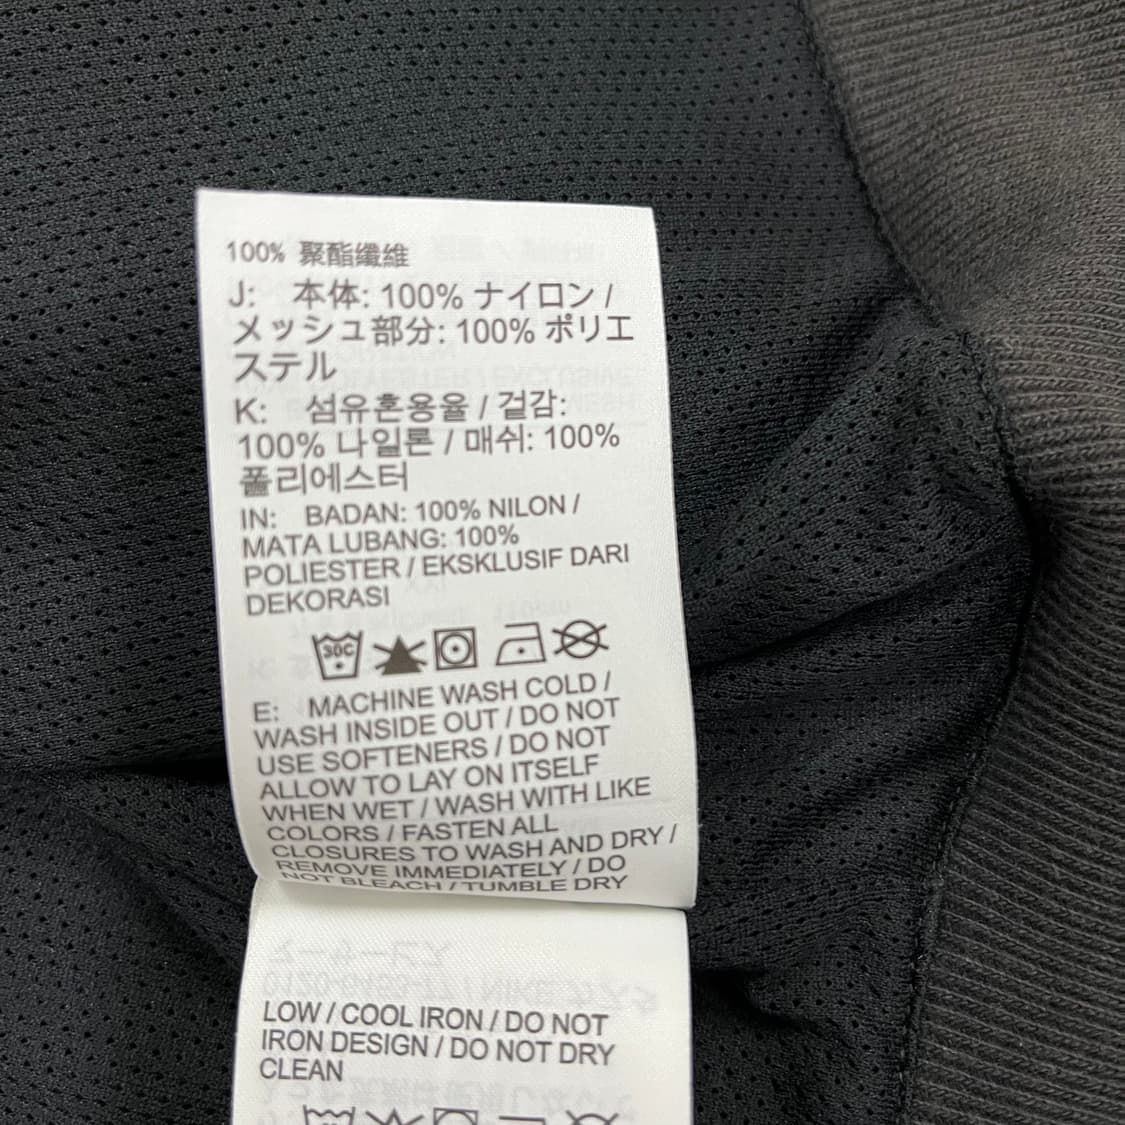 100% 聚酯纖維
J: 本体: 100% ナイロン /
メッシュ部分: 100% ポリエ
ステル
K: 섬유혼용율 / 겉감:
100% 나일론 / 매쉬: 100%
폴리에스터
IN: BADAN: 100% NILON /
MATA LUBANG: 100%
POLIESTER / EKSKLUSIF DARI
DEKORASI
30C
E: MACHINE WASH COLD /
WASH INSIDE OUT / DO NOT
USE SOFTENERS / DO NOT
ALLOW TO LAY ON ITSELF
WHEN WET / WASH WITH LIKE
COLORS / FASTEN ALL
CLOSURES TO WASH AND DRY /
REMOVE IMMEDIATELY / DO
NOT BLEACH / TUMBLE DRY
LOW / COOL IRON / DO NOT
IRON DESIGN / DO NOT DRY
CLEAN